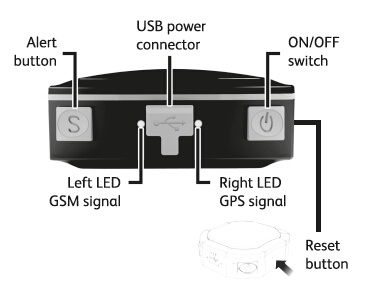 USB power
connector
Alert
button
ON/OFF
switch
S
Left LED
GSM signal
Right LED
GPS signal
Reset
button